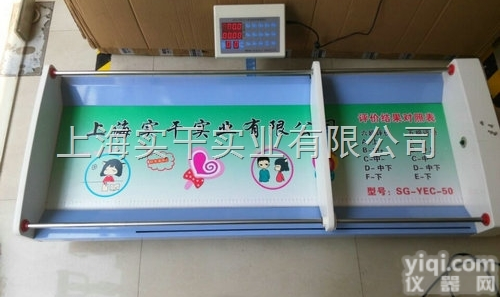 上海实干实业有限公司
上海实干实业有限公司
评价结果对照表
C-中-
D-中下
D-中下
F-下
E-下
型号：SG-YEC-50
yiqi.com
仪器网